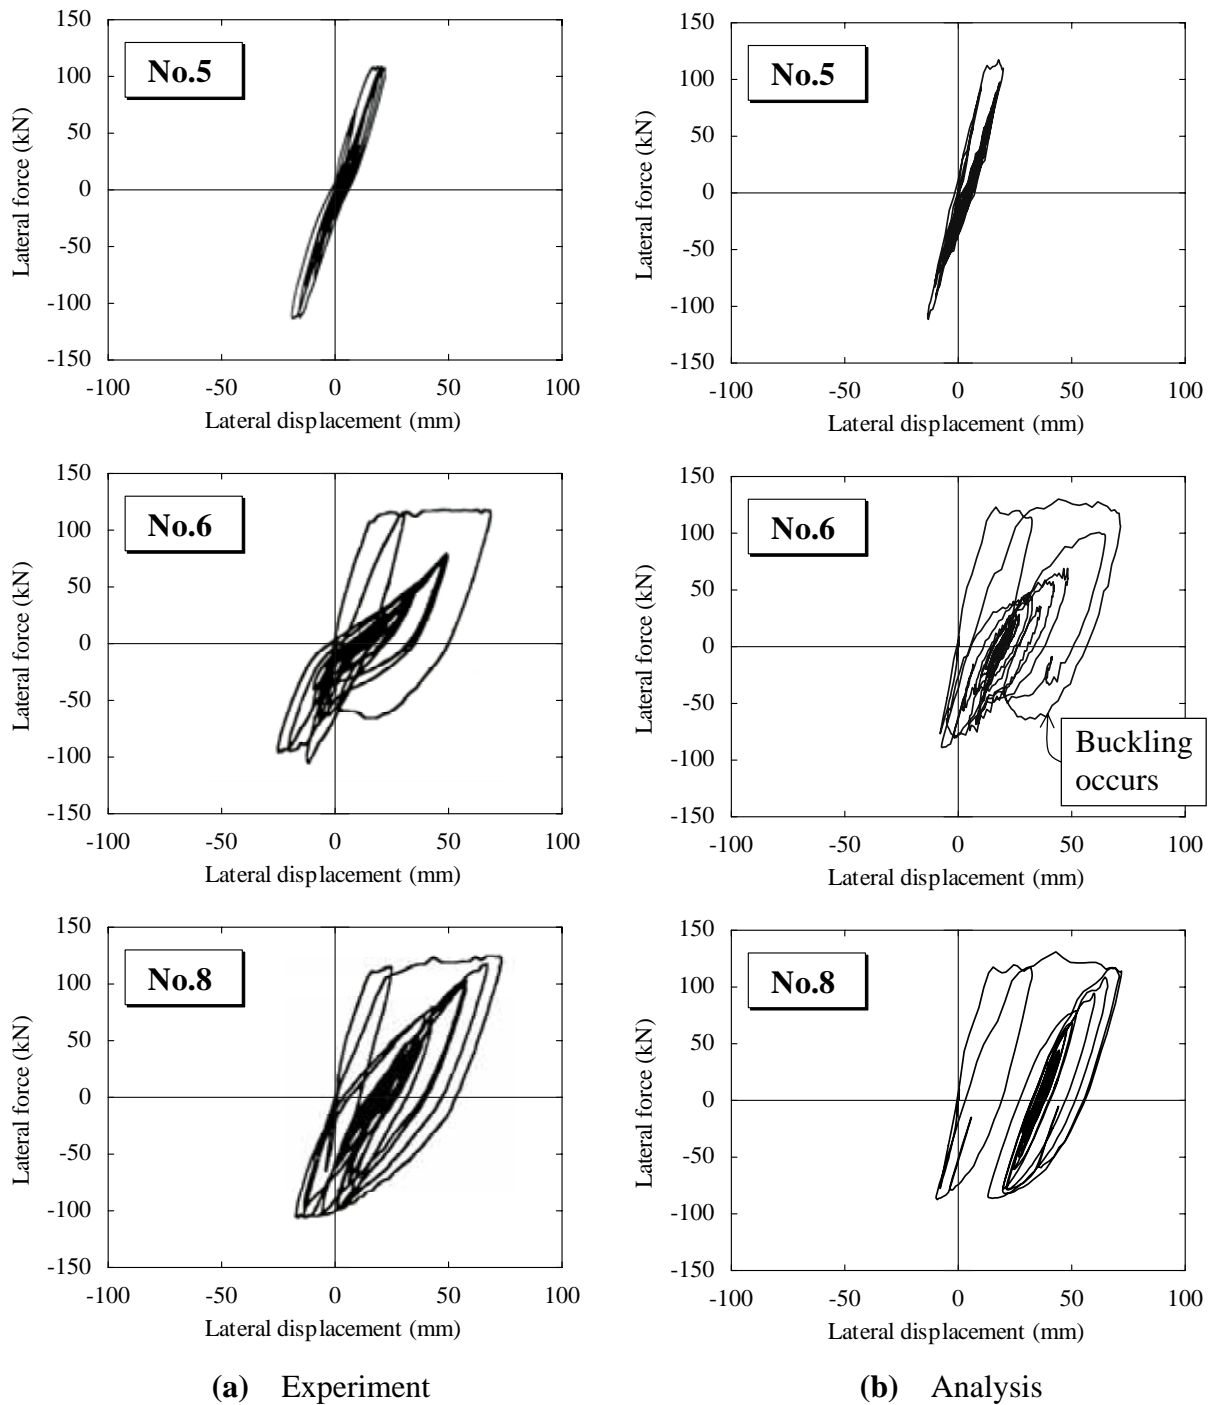 150
100
50
0
-50
-100
-150
Lateral force (kN)
No.5
-100 -50 0 50 100
Lateral displacement (mm)
150
100
50
0
-50
-100
-150
Lateral force (kN)
No.5
-100 -50 0 50 100
Lateral displacement (mm)
150
100
50
0
-50
-100
-150
Lateral force (kN)
No.6
-100 -50 0 50 100
Lateral displacement (mm)
150
100
50
0
-50
-100
-150
Lateral force (kN)
No.6
Buckling
occurs
-100 -50 0 50 100
Lateral displacement (mm)
150
100
50
0
-50
-100
-150
Lateral force (kN)
No.8
-100 -50 0 50 100
Lateral displacement (mm)
150
100
50
0
-50
-100
-150
Lateral force (kN)
No.8
-100 -50 0 50 100
Lateral displacement (mm)
(a) Experiment
(b) Analysis